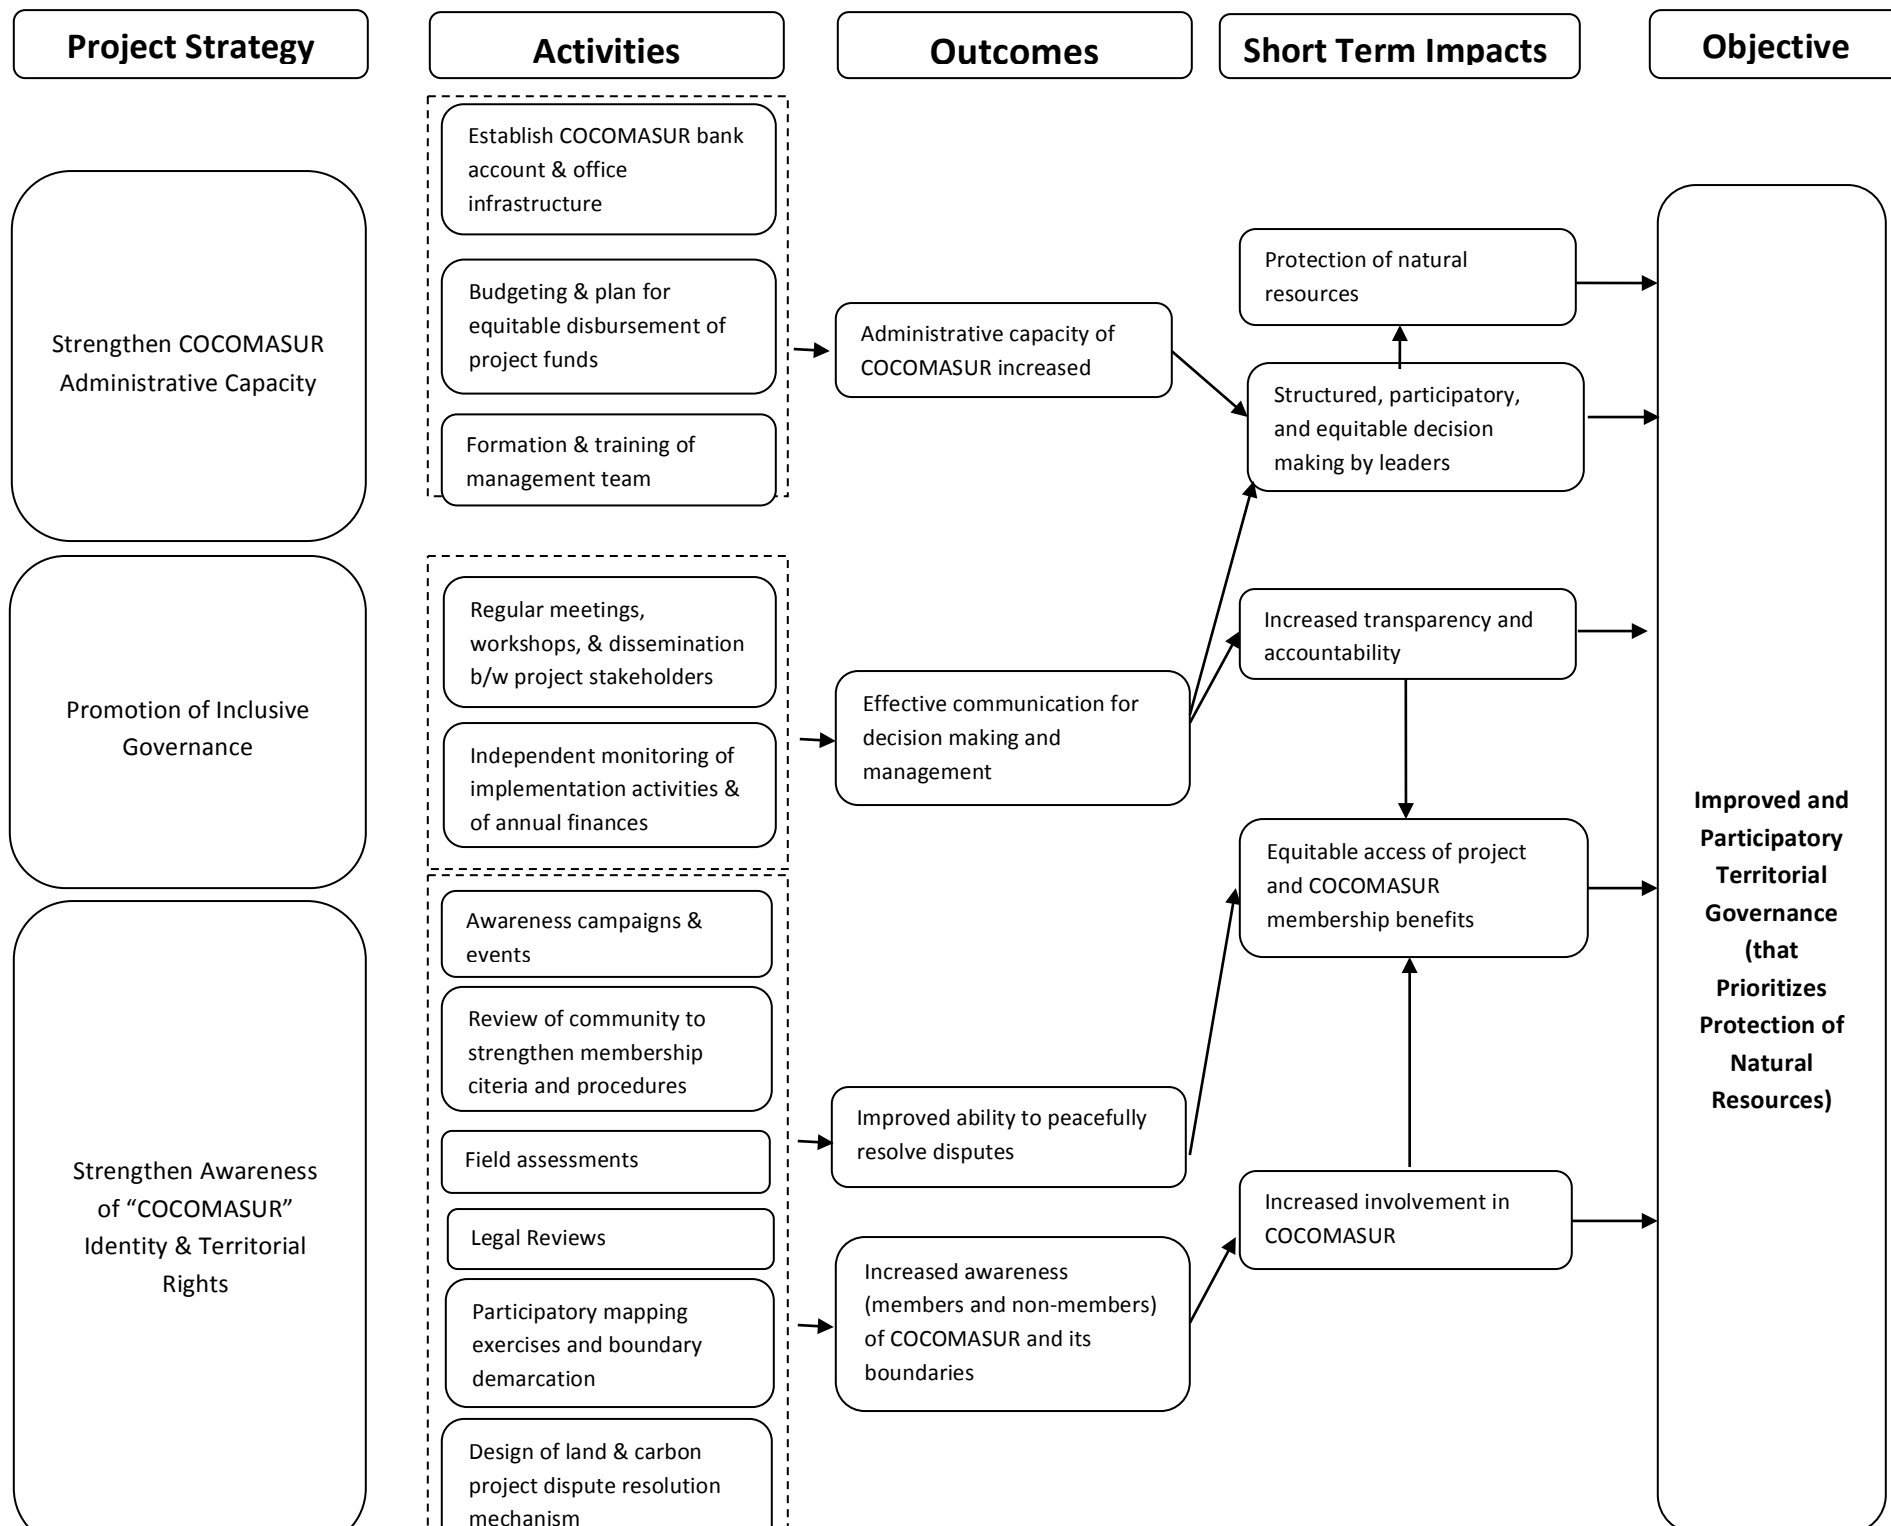 Project Strategy
Activities
Outcomes
Short Term Impacts
Objective
Strengthen COCOMASUR
Administrative Capacity
Promotion of Inclusive
Governance
Strengthen Awareness
of “COCOMASUR”
Identity & Territorial
Rights
Establish COCOMASUR bank
account & office
infrastructure
Budgeting & plan for
equitable disbursement of
project funds
Formation & training of
management team
Regular meetings,
workshops, & dissemination
b/w project stakeholders
Independent monitoring of
implementation activities &
of annual finances
Awareness campaigns &
events
Review of community to
strengthen membership
citeria and procedures
Field assessments
Legal Reviews
Participatory mapping
exercises and boundary
demarcation
Design of land & carbon
project dispute resolution
mechanism
Administrative capacity of
COCOMASUR increased
Effective communication for
decision making and
management
Improved ability to peacefully
resolve disputes
Increased awareness
(members and non-members)
of COCOMASUR and its
boundaries
Protection of natural
resources
Structured, participatory,
and equitable decision
making by leaders
Increased transparency and
accountability
Equitable access of project
and COCOMASUR
membership benefits
Increased involvement in
COCOMASUR
Improved and
Participatory
Territorial
Governance
(that
Prioritizes
Protection of
Natural
Resources)